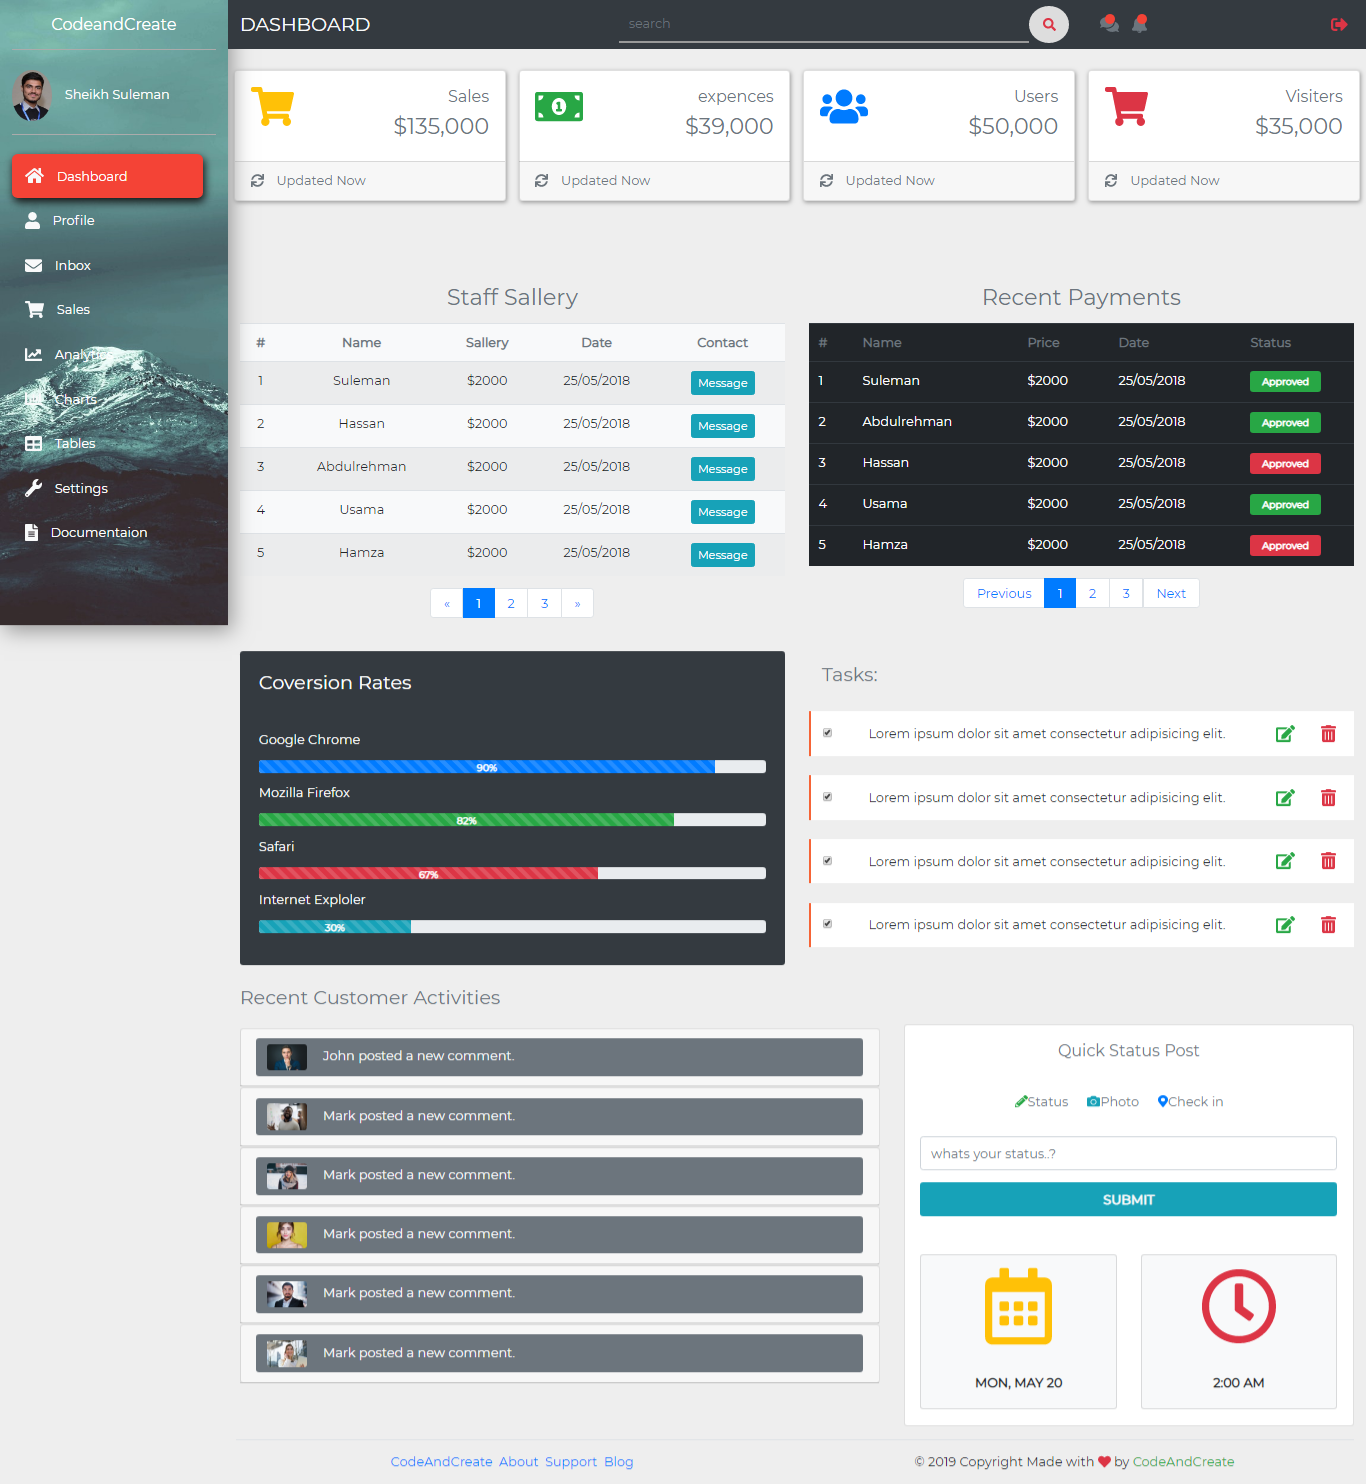 CodeandCreate
Sheikh Suleman
Dashboard
Profile
Inbox
Sales
Analytics
Charts
Tables
Settings
Documentaion
DASHBOARD
search
Sales
$135,000
Updated Now
expences
$39,000
Updated Now
Users
$50,000
Updated Now
Visiters
$35,000
Updated Now
Staff Sallery
# Name Sallery Date Contact
1 Suleman $2000 25/05/2018 Message
2 Hassan $2000 25/05/2018 Message
3 Abdulrehman $2000 25/05/2018 Message
4 Usama $2000 25/05/2018 Message
5 Hamza $2000 25/05/2018 Message
« 1 2 3 »
Recent Payments
# Name Price Date Status
1 Suleman $2000 25/05/2018 Approved
2 Abdulrehman $2000 25/05/2018 Approved
3 Hassan $2000 25/05/2018 Approved
4 Usama $2000 25/05/2018 Approved
5 Hamza $2000 25/05/2018 Approved
Previous 1 2 3 Next
Coversion Rates
Google Chrome
90%
Mozilla Firefox
82%
Safari
67%
Internet Exploler
30%
Tasks:
Lorem ipsum dolor sit amet consectetur adipisicing elit.
Lorem ipsum dolor sit amet consectetur adipisicing elit.
Lorem ipsum dolor sit amet consectetur adipisicing elit.
Lorem ipsum dolor sit amet consectetur adipisicing elit.
Recent Customer Activities
John posted a new comment.
Mark posted a new comment.
Mark posted a new comment.
Mark posted a new comment.
Mark posted a new comment.
Mark posted a new comment.
Quick Status Post
Status Photo Check in
whats your status..?
SUBMIT
MON, MAY 20
2:00 AM
CodeAndCreate About Support Blog
© 2019 Copyright Made with ❤ by CodeAndCreate